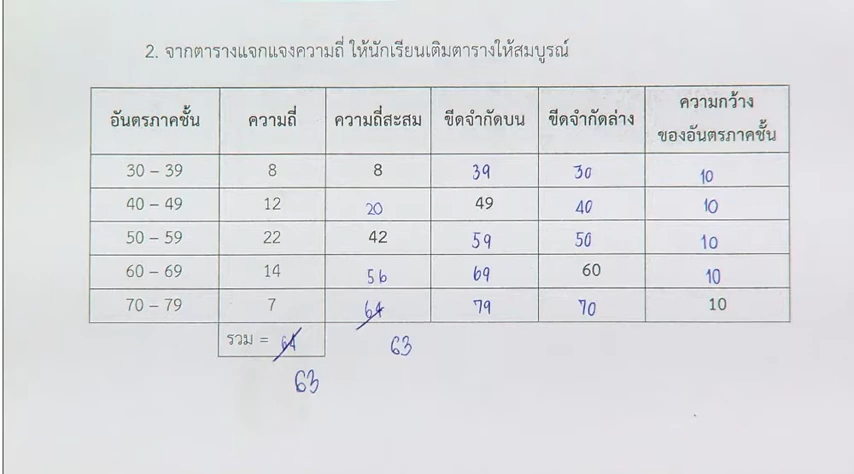 2. จากตารางแจกแจงความถี่ ให้นักเรียนเติมตารางให้สมบูรณ์
อันตรภาคชั้น ความถี่ ความถี่สะสม ขีดจำกัดบน ขีดจำกัดล่าง ความกว้าง
ของอันตรภาคชั้น
30 – 39 8 8 39 30 10
40 – 49 12 20 49 40 10
50 – 59 22 42 59 50 10
60 – 69 14 56 69 60 10
70 – 79 7 64 79 70 10
รวม = 64 63
63